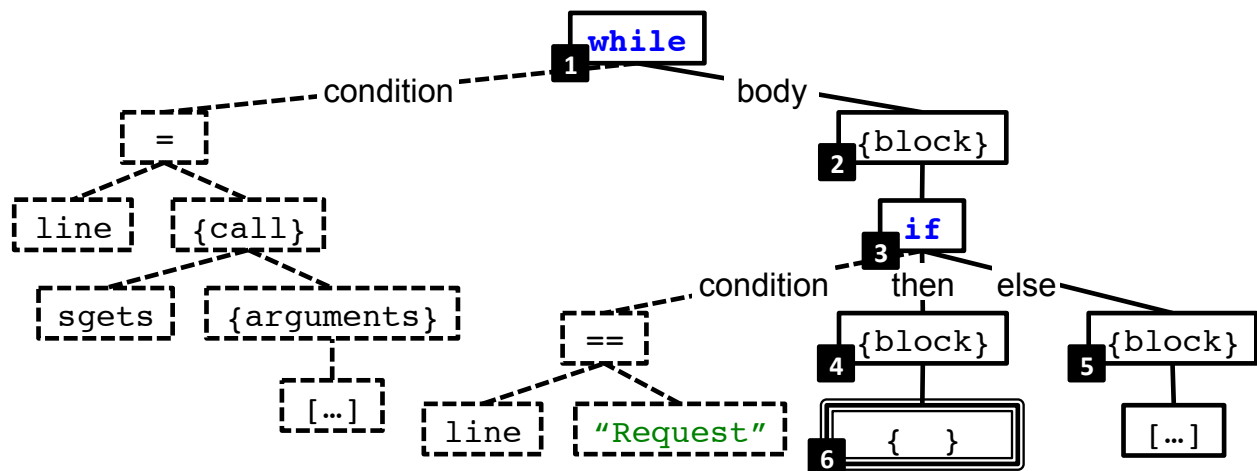 while
1
condition
body
=
{block}
2
line
{call}
if
3
condition
then
else
sgets
{arguments}
==
{block}
4
{block}
5
[…]
line
“Request”
{ }
6
[…]